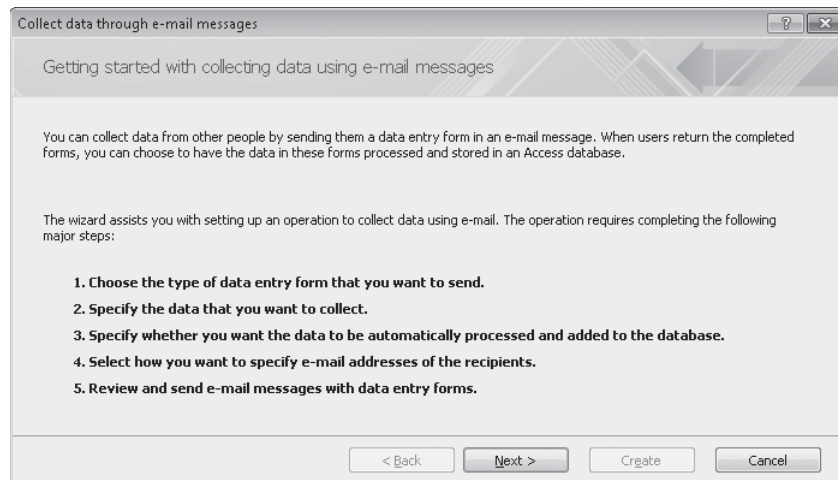 Collect data through e-mail messages
?
Getting started with collecting data using e-mail messages
You can collect data from other people by sending them a data entry form in an e-mail message. When users return the completed
forms, you can choose to have the data in these forms processed and stored in an Access database.
The wizard assists you with setting up an operation to collect data using e-mail. The operation requires completing the following
major steps:
1. Choose the type of data entry form that you want to send.
2. Specify the data that you want to collect.
3. Specify whether you want the data to be automatically processed and added to the database.
4. Select how you want to specify e-mail addresses of the recipients.
5. Review and send e-mail messages with data entry forms.
< Back Next > Create Cancel